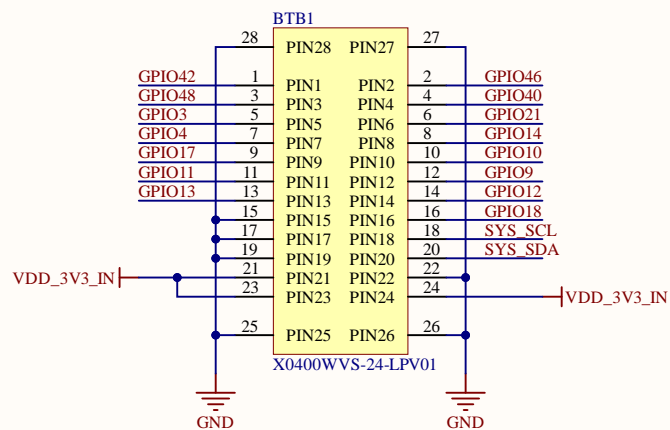 BTB1
28 PIN28 PIN27 27
GPIO42 1 PIN1 PIN2 2 GPIO46
GPIO48 3 PIN3 PIN4 4 GPIO40
GPIO3 5 PIN5 PIN6 6 GPIO21
GPIO4 7 PIN7 PIN8 8 GPIO14
GPIO17 9 PIN9 PIN10 10 GPIO10
GPIO11 11 PIN11 PIN12 12 GPIO9
GPIO13 13 PIN13 PIN14 14 GPIO12
15 PIN15 PIN16 16 GPIO18
17 PIN17 PIN18 18 SYS_SCL
19 PIN19 PIN20 20 SYS_SDA
VDD_3V3_IN 21 PIN21 PIN22 22
23 PIN23 PIN24 24 VDD_3V3_IN
25 PIN25 PIN26 26
X0400WVS-24-LPV01
GND GND